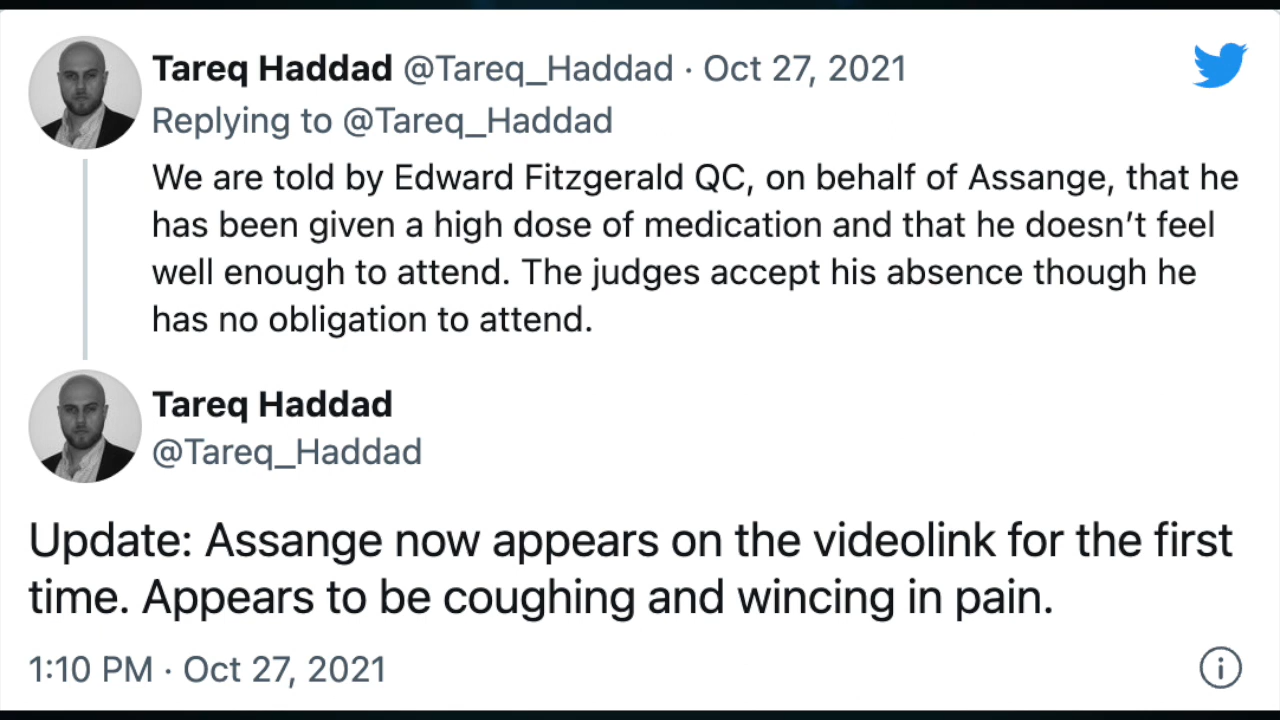 Tareq Haddad @Tareq_Haddad · Oct 27, 2021
Replying to @Tareq_Haddad
We are told by Edward Fitzgerald QC, on behalf of Assange, that he
has been given a high dose of medication and that he doesn’t feel
well enough to attend. The judges accept his absence though he
has no obligation to attend.
Tareq Haddad
@Tareq_Haddad
Update: Assange now appears on the videolink for the first
time. Appears to be coughing and wincing in pain.
1:10 PM · Oct 27, 2021